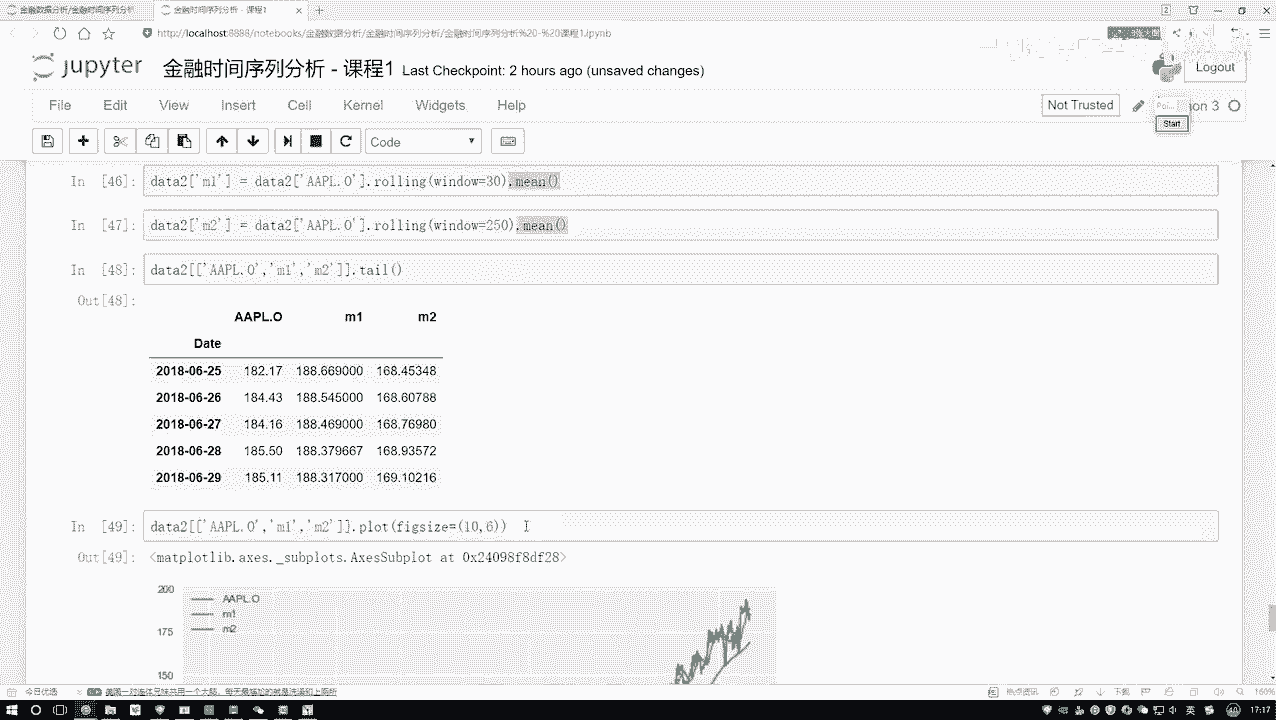 金融数据分析/金融时间序列分析/
金融时间序列分析 - 课程1
http://localhost:8888/notebooks/金融数据分析/金融时间序列分析/金融时间序列分析%20-%20课程1.ipynb
jupyter 金融时间序列分析 - 课程1 Last Checkpoint: 2 hours ago (unsaved changes)
Logout
File Edit View Insert Cell Kernel Widgets Help
Not Trusted
Start
Code
In [46]: data2['m1'] = data2['AAPL.O'].rolling(window=30).mean()
In [47]: data2['m2'] = data2['AAPL.O'].rolling(window=250).mean()
In [48]: data2[['AAPL.O','m1','m2']].tail()
Out[48]:
AAPL.O m1 m2
Date
2018-06-25 182.17 188.669000 168.45348
2018-06-26 184.43 188.545000 168.60788
2018-06-27 184.16 188.469000 168.76980
2018-06-28 185.50 188.379667 168.93572
2018-06-29 185.11 188.317000 169.10216
In [49]: data2[['AAPL.O','m1','m2']].plot(figsize=(10,6))
Out[49]: <matplotlib.axes._subplots.AxesSubplot at 0x24098f8df28>
200
AAPL.O
m1
m2
175
150
今日优选
热点资讯
下载
160%
英
17:17